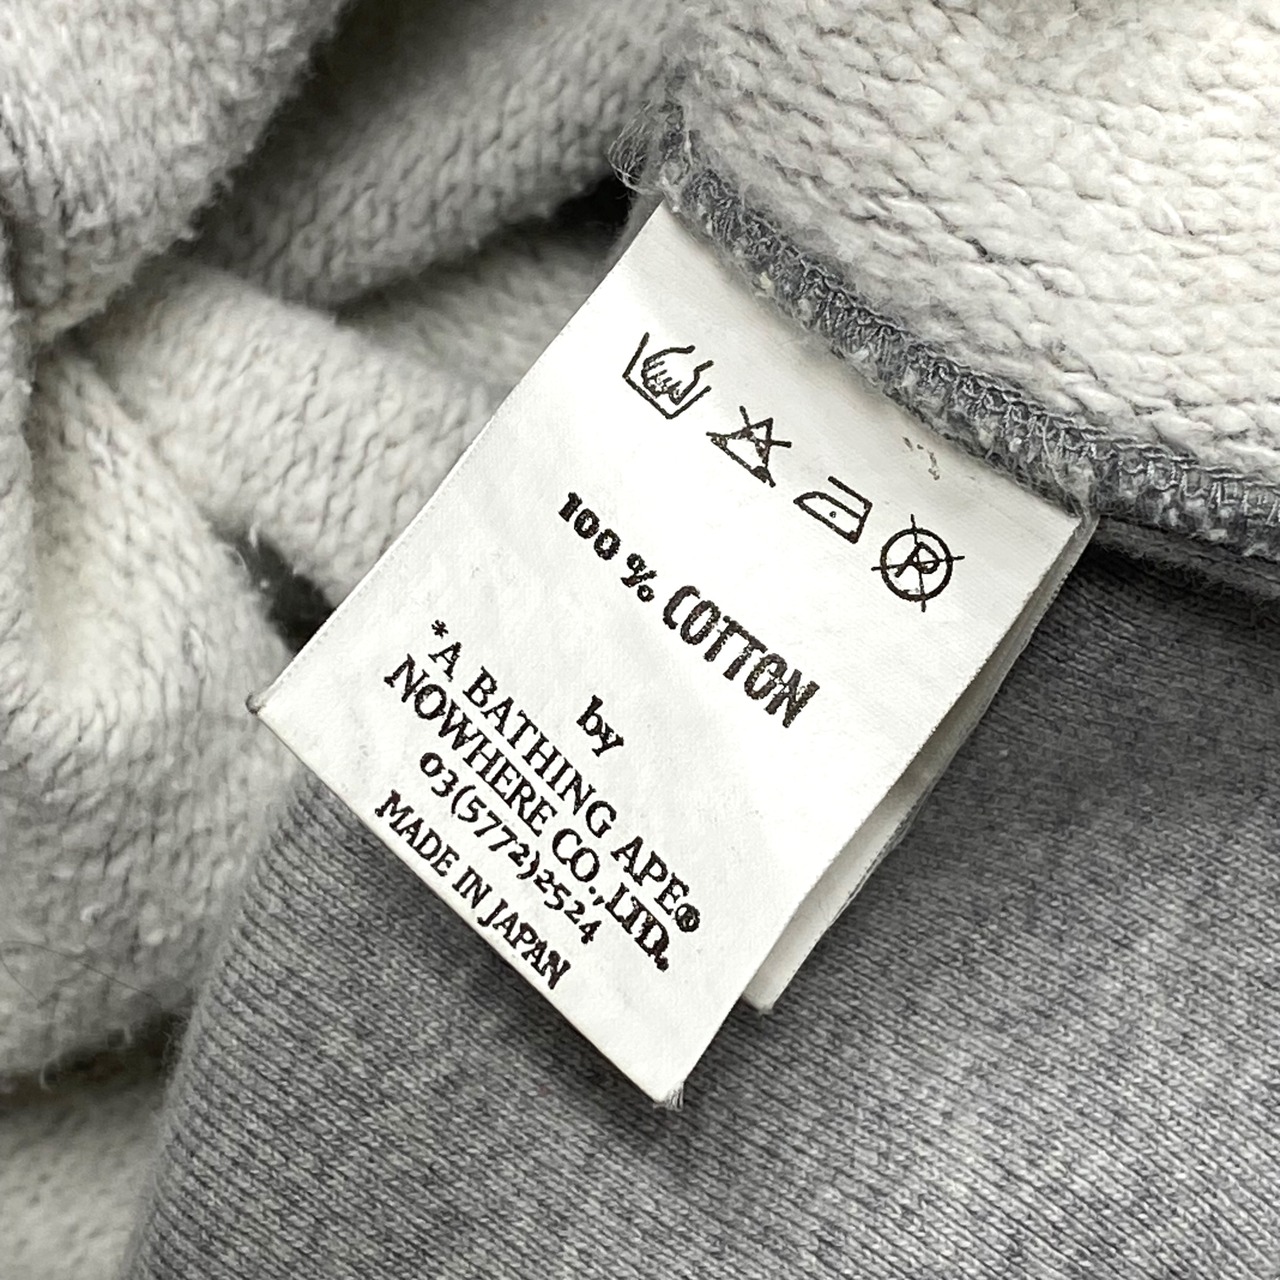 100% COTTON
by
*A BATHING APE®
NOWHERE CO.,LTD.
03(5772)2524
MADE IN JAPAN